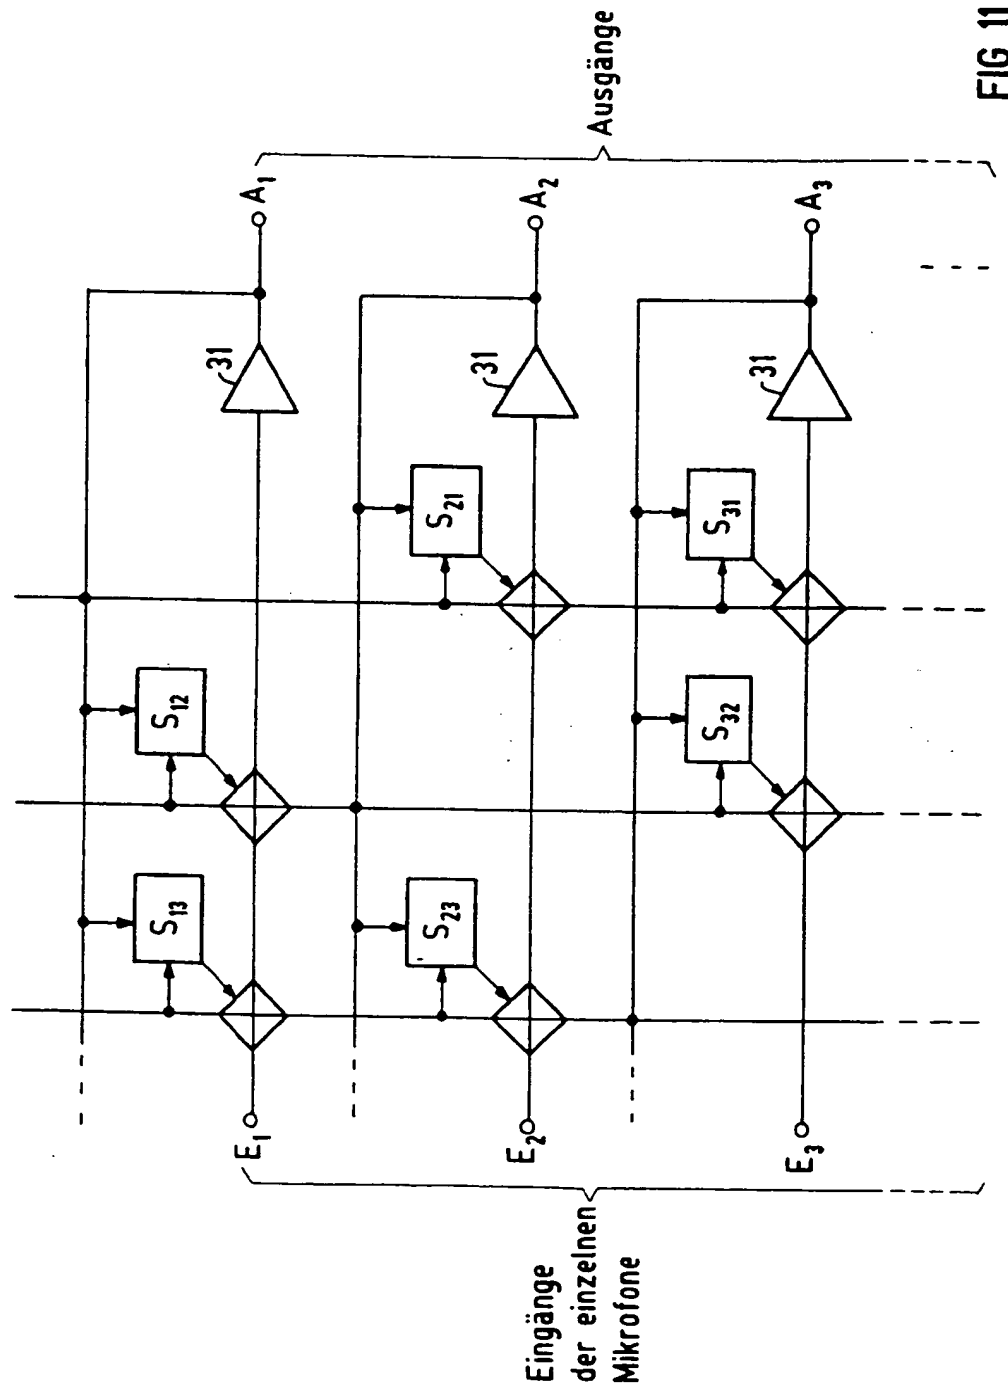 Eingänge
der einzelnen
Mikrofone
E₁
S₁₃
S₁₂
31
A₁
E₂
S₂₃
S₂₁
31
A₂
Ausgänge
E₃
S₃₂
S₃₁
31
A₃
FIG 11